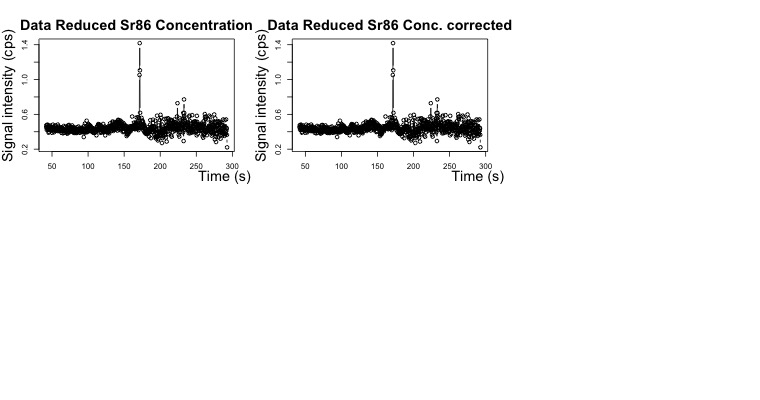 Data Reduced Sr86 Concentration
Signal intensity (cps)
0.2 0.6 1.0 1.4
50 100 150 200 250 300
Time (s)
Data Reduced Sr86 Conc. corrected
Signal intensity (cps)
0.2 0.6 1.0 1.4
50 100 150 200 250 300
Time (s)